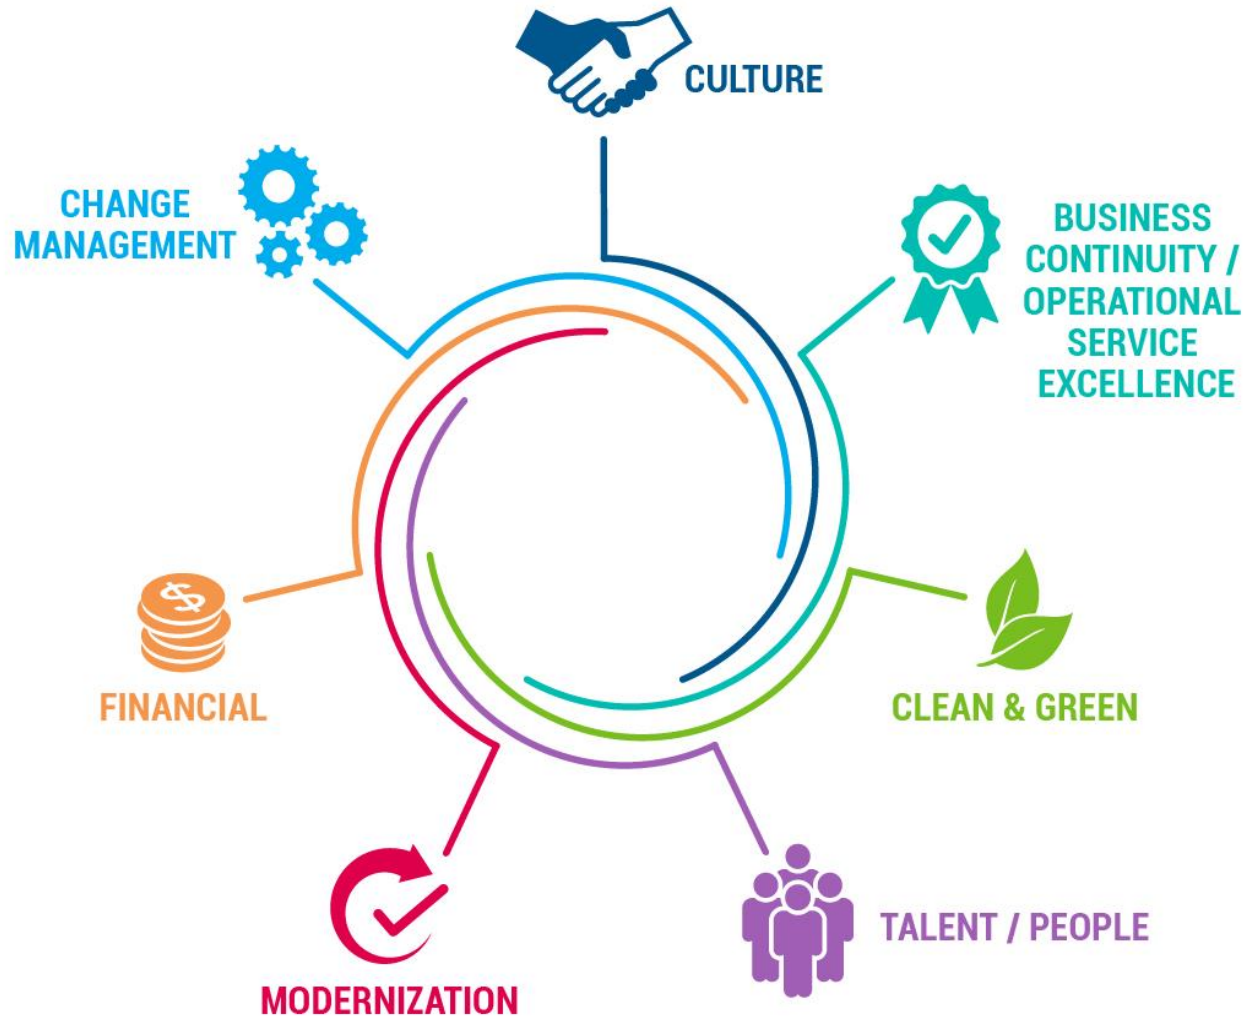 CULTURE
CHANGE
MANAGEMENT
BUSINESS
CONTINUITY /
OPERATIONAL
SERVICE
EXCELLENCE
$
FINANCIAL
CLEAN & GREEN
TALENT / PEOPLE
MODERNIZATION